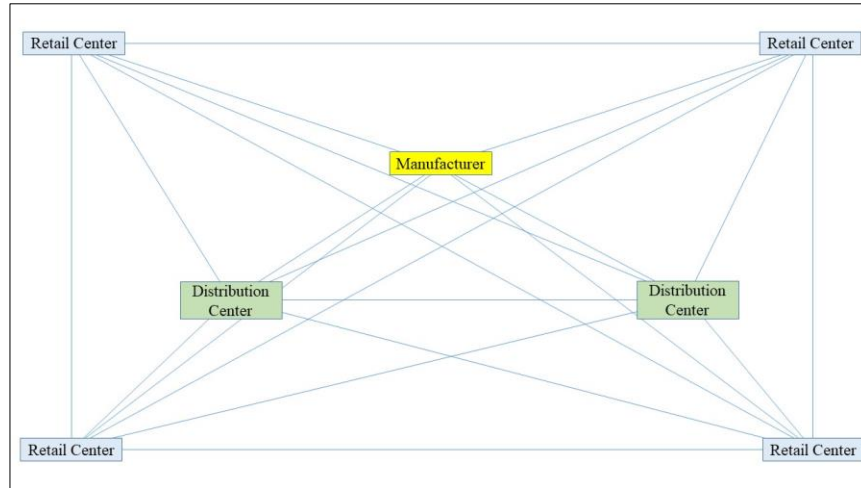 Retail Center
Retail Center
Manufacturer
Distribution
Center
Distribution
Center
Retail Center
Retail Center